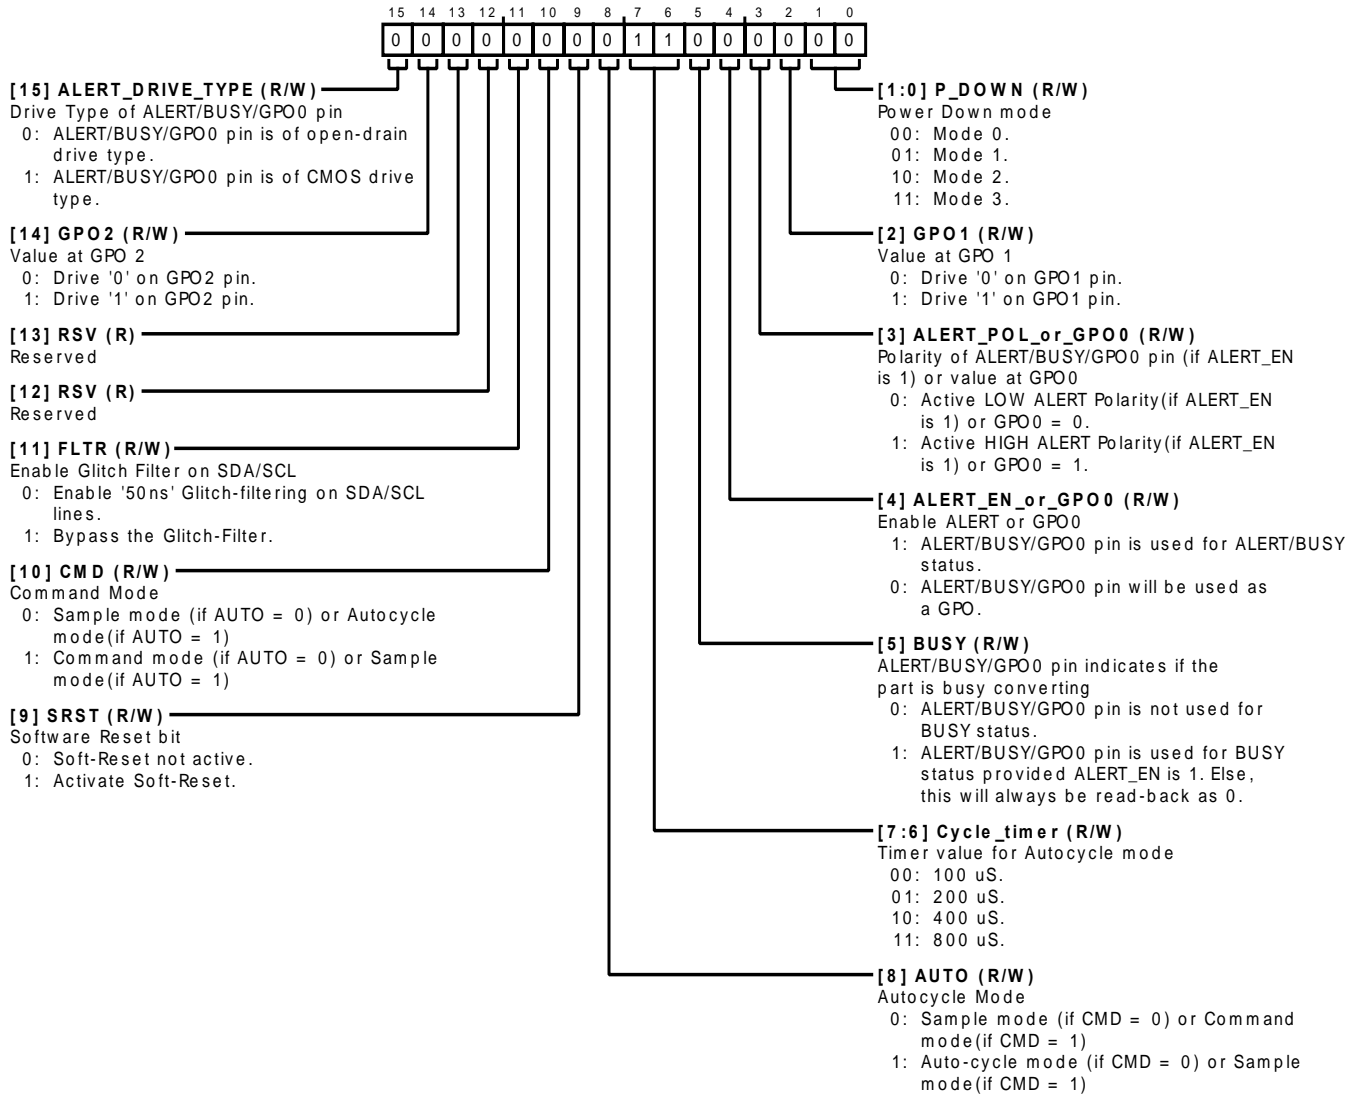 15 14 13 12 11 10 9 8 7 6 5 4 3 2 1 0
0 0 0 0 0 0 0 0 1 1 0 0 0 0 0 0
[15] ALERT_DRIVE_TYPE (R/W)
Drive Type of ALERT/BUSY/GPO0 pin
0: ALERT/BUSY/GPO0 pin is of open-drain
drive type.
1: ALERT/BUSY/GPO0 pin is of CMOS drive
type.
[14] GPO2 (R/W)
Value at GPO 2
0: Drive '0' on GPO2 pin.
1: Drive '1' on GPO2 pin.
[13] RSV (R)
Reserved
[12] RSV (R)
Reserved
[11] FLTR (R/W)
Enable Glitch Filter on SDA/SCL
0: Enable '50ns' Glitch-filtering on SDA/SCL
lines.
1: Bypass the Glitch-Filter.
[10] CMD (R/W)
Command Mode
0: Sample mode (if AUTO = 0) or Autocycle
mode(if AUTO = 1)
1: Command mode (if AUTO = 0) or Sample
mode(if AUTO = 1)
[9] SRST (R/W)
Software Reset bit
0: Soft-Reset not active.
1: Activate Soft-Reset.
[1:0] P_DOWN (R/W)
Power Down mode
00: Mode 0.
01: Mode 1.
10: Mode 2.
11: Mode 3.
[2] GPO1 (R/W)
Value at GPO 1
0: Drive '0' on GPO1 pin.
1: Drive '1' on GPO1 pin.
[3] ALERT_POL_or_GPO0 (R/W)
Polarity of ALERT/BUSY/GPO0 pin (if ALERT_EN
is 1) or value at GPO0
0: Active LOW ALERT Polarity(if ALERT_EN
is 1) or GPO0 = 0.
1: Active HIGH ALERT Polarity(if ALERT_EN
is 1) or GPO0 = 1.
[4] ALERT_EN_or_GPO0 (R/W)
Enable ALERT or GPO0
1: ALERT/BUSY/GPO0 pin is used for ALERT/BUSY
status.
0: ALERT/BUSY/GPO0 pin will be used as
a GPO.
[5] BUSY (R/W)
ALERT/BUSY/GPO0 pin indicates if the
part is busy converting
0: ALERT/BUSY/GPO0 pin is not used for
BUSY status.
1: ALERT/BUSY/GPO0 pin is used for BUSY
status provided ALERT_EN is 1. Else,
this will always be read-back as 0.
[7:6] Cycle_timer (R/W)
Timer value for Autocycle mode
00: 100 uS.
01: 200 uS.
10: 400 uS.
11: 800 uS.
[8] AUTO (R/W)
Autocycle Mode
0: Sample mode (if CMD = 0) or Command
mode(if CMD = 1)
1: Auto-cycle mode (if CMD = 0) or Sample
mode(if CMD = 1)